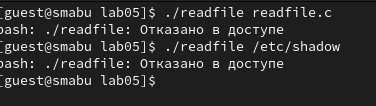 [guest@smabu lab05]$ ./readfile readfile.c
bash: ./readfile: Отказано в доступе
[guest@smabu lab05]$ ./readfile /etc/shadow
bash: ./readfile: Отказано в доступе
[guest@smabu lab05]$